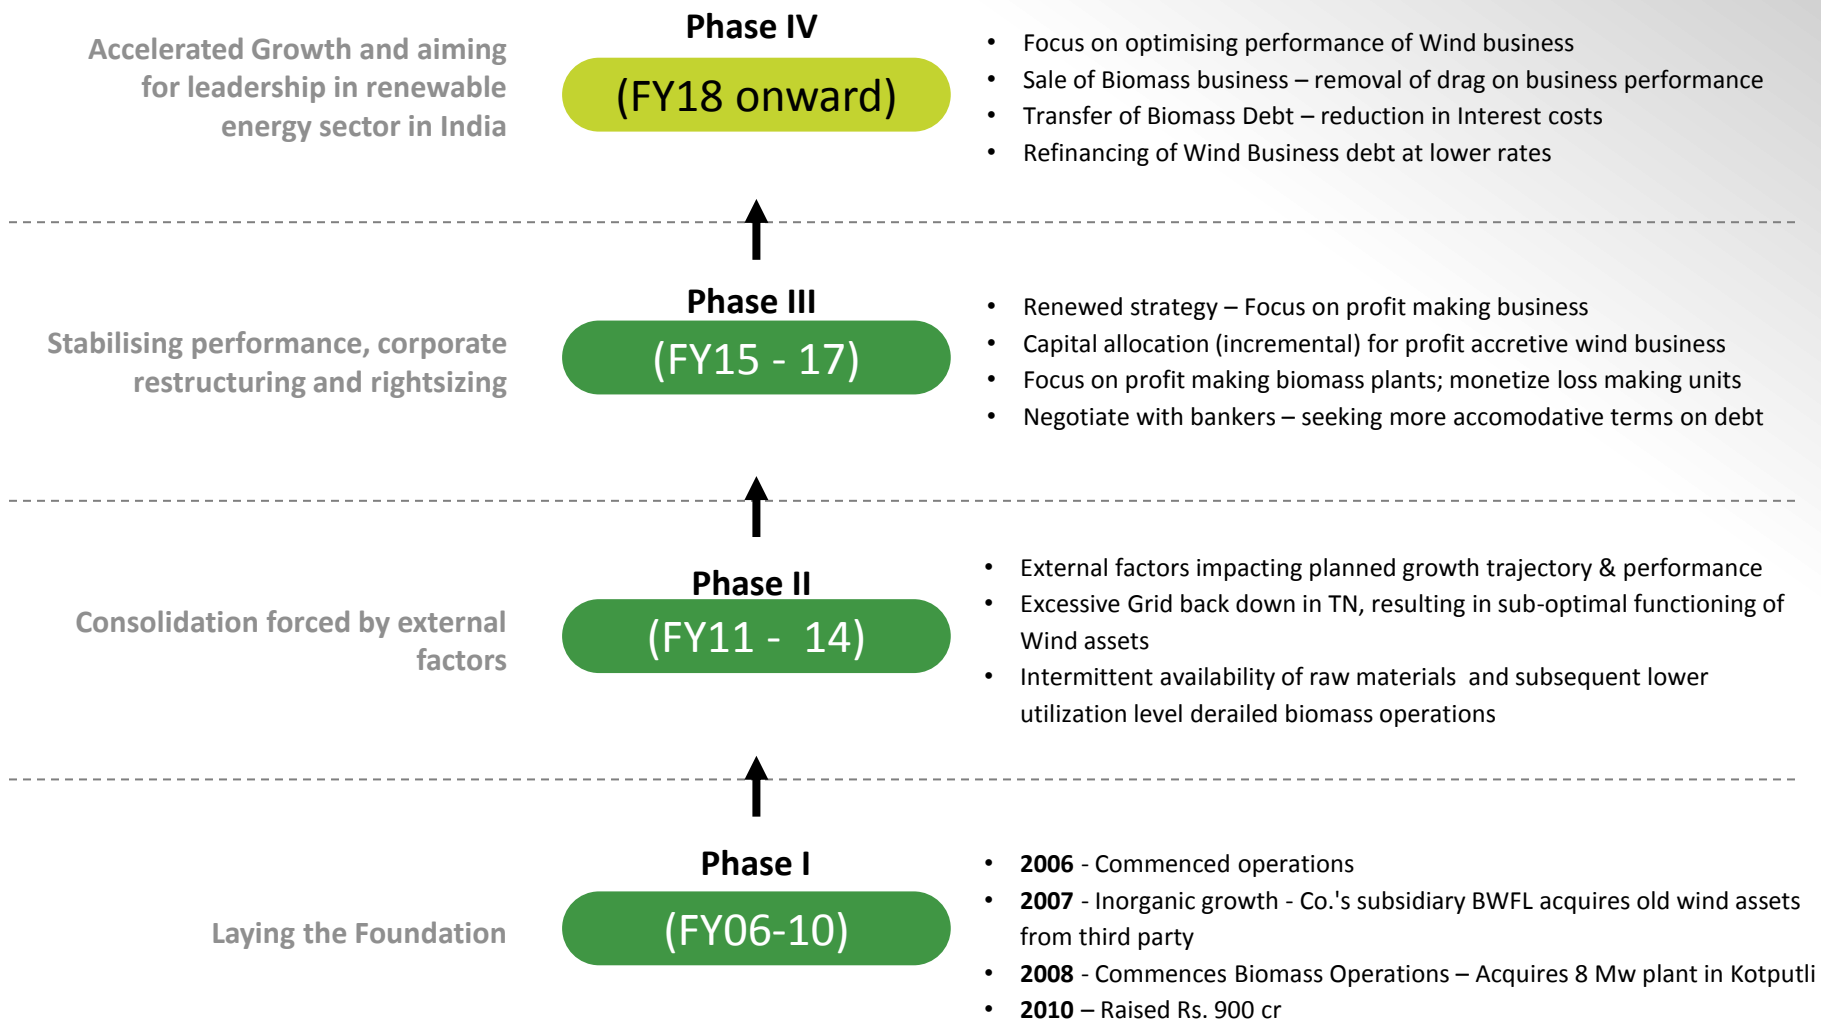 Accelerated Growth and aiming
for leadership in renewable
energy sector in India
Phase IV
(FY18 onward)
• Focus on optimising performance of Wind business
• Sale of Biomass business – removal of drag on business performance
• Transfer of Biomass Debt – reduction in Interest costs
• Refinancing of Wind Business debt at lower rates
Stabilising performance, corporate
restructuring and rightsizing
Phase III
(FY15 - 17)
• Renewed strategy – Focus on profit making business
• Capital allocation (incremental) for profit accretive wind business
• Focus on profit making biomass plants; monetize loss making units
• Negotiate with bankers – seeking more accomodative terms on debt
Consolidation forced by external
factors
Phase II
(FY11 - 14)
• External factors impacting planned growth trajectory & performance
• Excessive Grid back down in TN, resulting in sub-optimal functioning of
Wind assets
• Intermittent availability of raw materials and subsequent lower
utilization level derailed biomass operations
Laying the Foundation
Phase I
(FY06-10)
• 2006 - Commenced operations
• 2007 - Inorganic growth - Co.'s subsidiary BWFL acquires old wind assets
from third party
• 2008 - Commences Biomass Operations – Acquires 8 Mw plant in Kotputli
• 2010 – Raised Rs. 900 cr